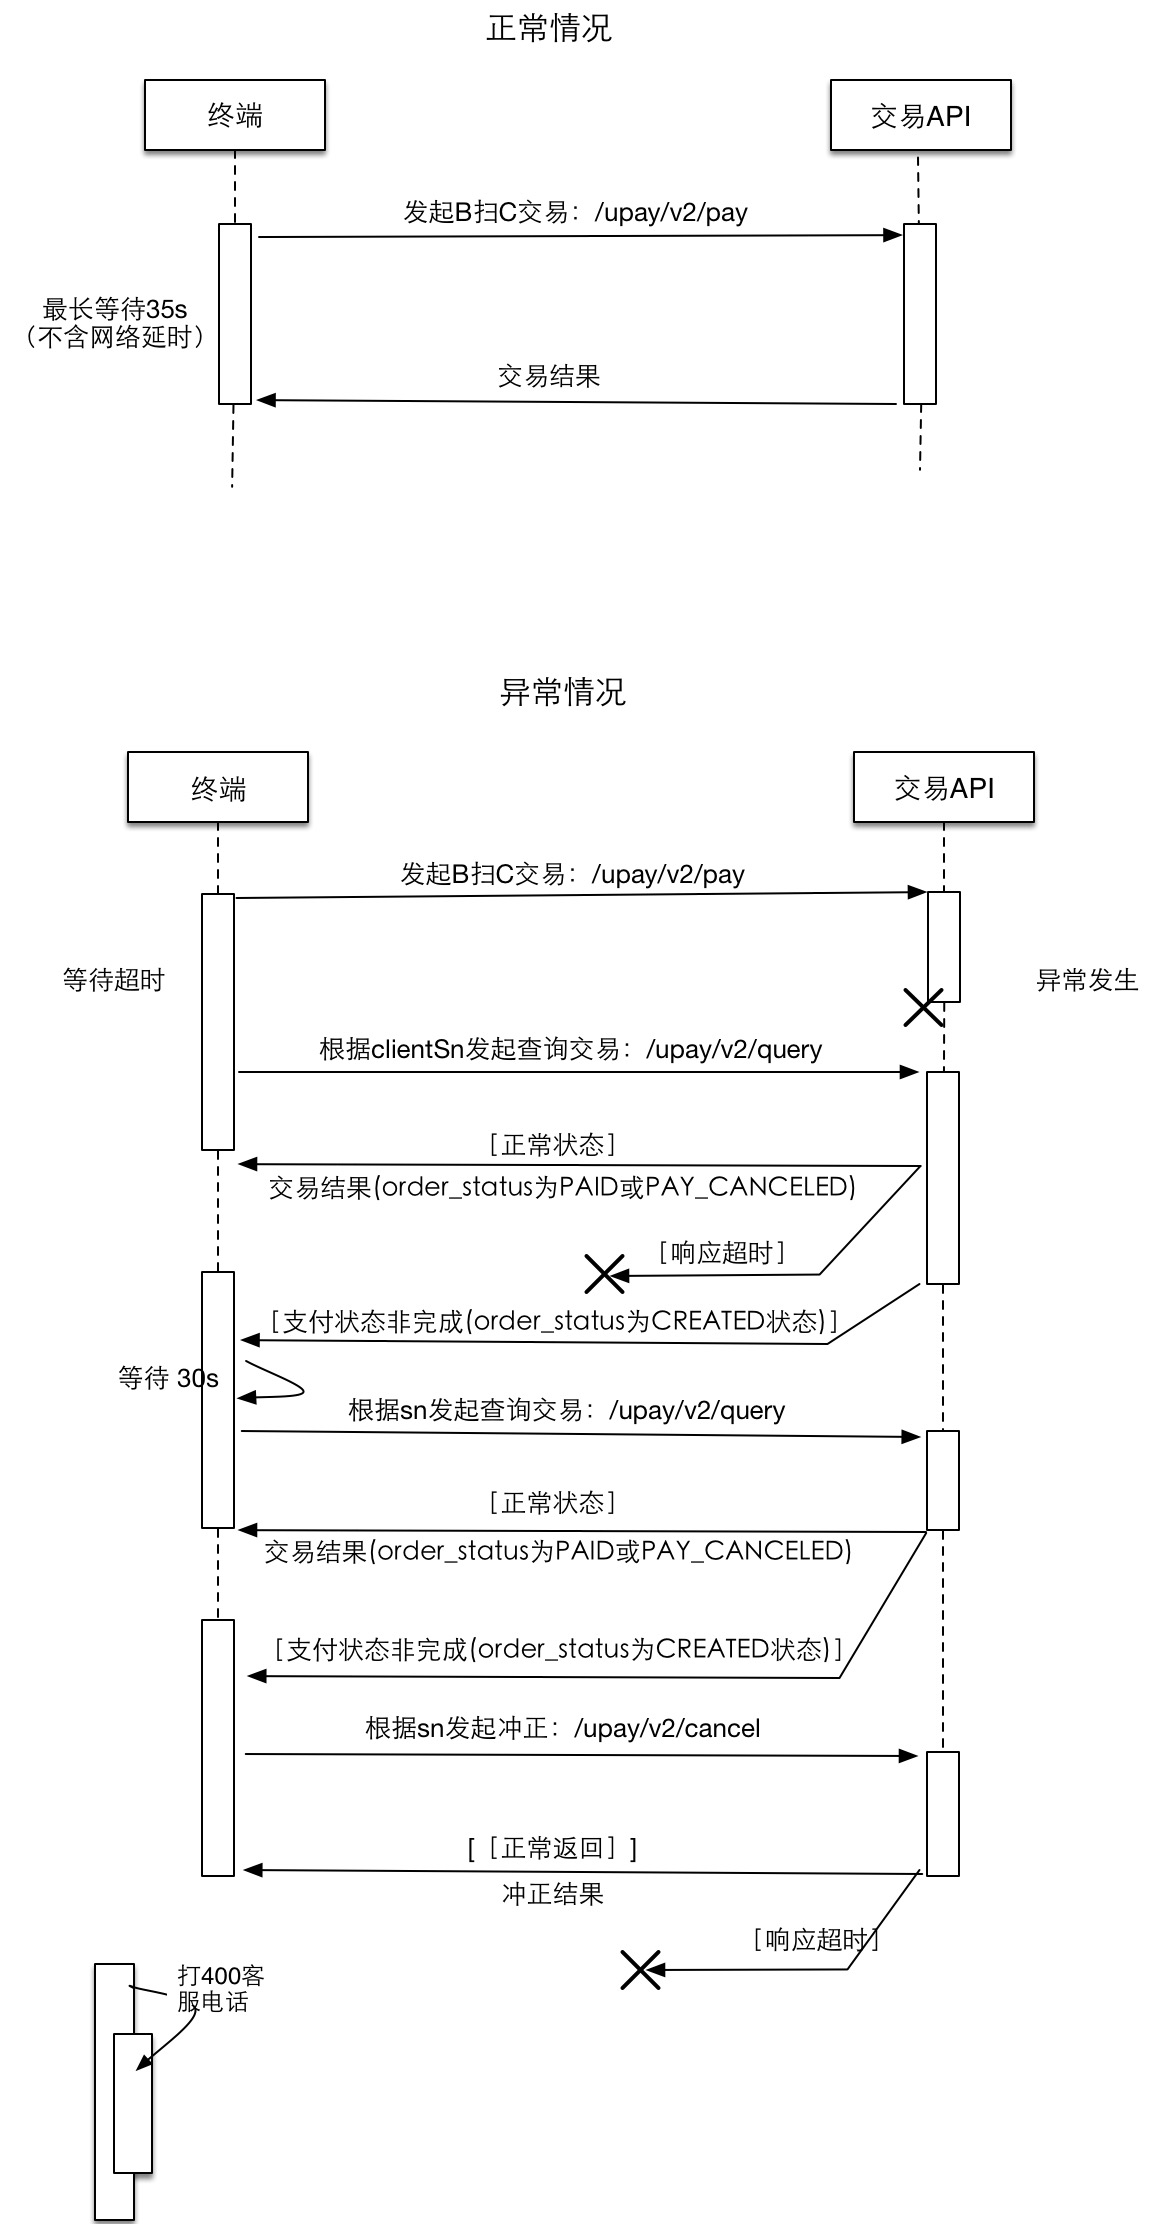 正常情况
终端
交易API
发起B扫C交易：/upay/v2/pay
最长等待35s
（不含网络延时）
交易结果
异常情况
终端
交易API
发起B扫C交易：/upay/v2/pay
等待超时
异常发生
根据clientSn发起查询交易：/upay/v2/query
［正常状态］
交易结果(order_status为PAID或PAY_CANCELED)
［响应超时］
［支付状态非完成(order_status为CREATED状态)］
等待 30s
根据sn发起查询交易：/upay/v2/query
［正常状态］
交易结果(order_status为PAID或PAY_CANCELED)
［支付状态非完成(order_status为CREATED状态)］
根据sn发起冲正：/upay/v2/cancel
[［正常返回］]
冲正结果
［响应超时］
打400客
服电话